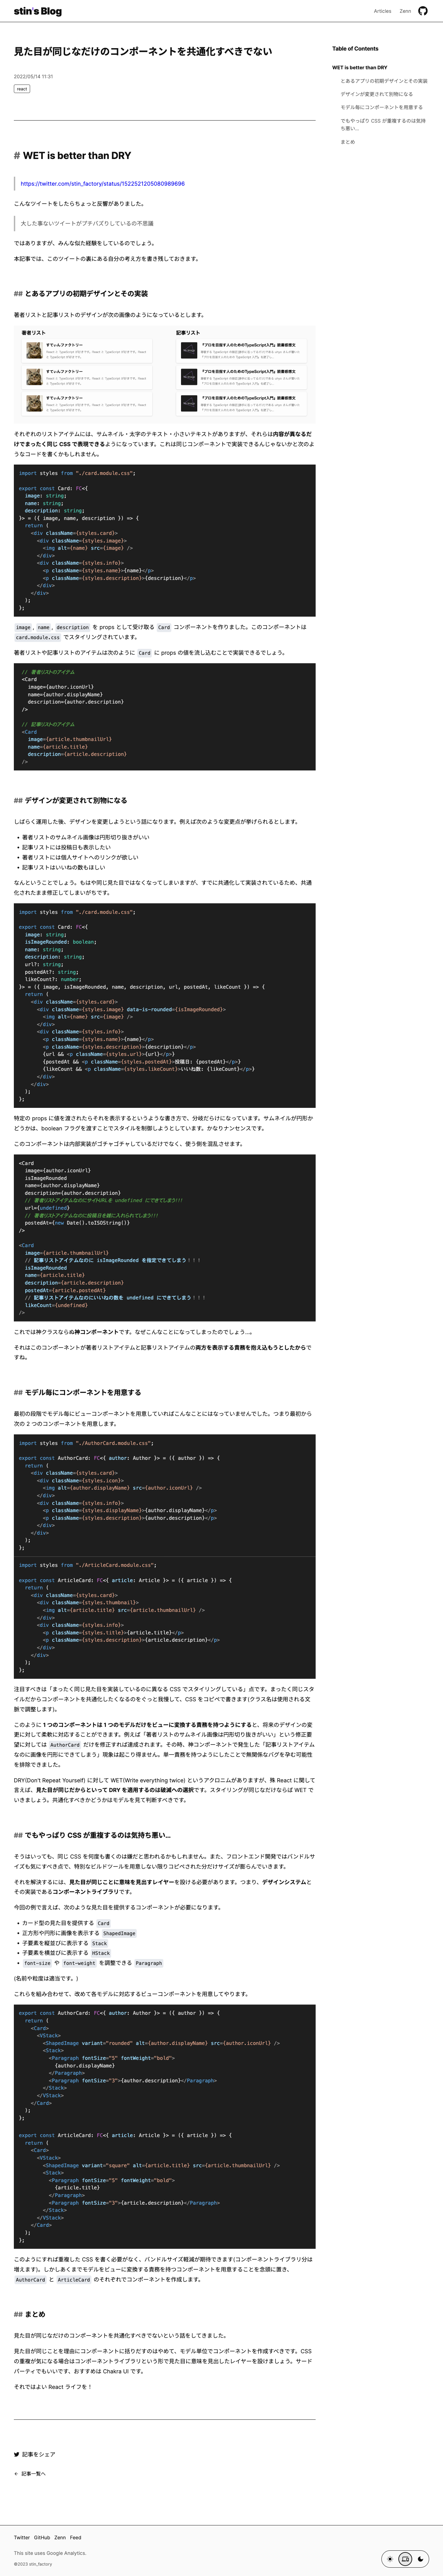 stin's Blog
Articles
Zenn
見た目が同じなだけのコンポーネントを共通化すべきでない
2022/05/14 11:31
react
Table of Contents
WET is better than DRY
とあるアプリの初期デザインとその実装
デザインが変更されて別物になる
モデル毎にコンポーネントを用意する
でもやっぱり CSS が重複するのは気持
ち悪い...
まとめ
# WET is better than DRY
https://twitter.com/stin_factory/status/1522521205080989696
こんなツイートをしたらちょっと反響がありました。
大した事ないツイートがプチバズりしているの不思議
ではありますが、みんな似た経験をしているのでしょう。
本記事では、このツイートの裏にある自分の考え方を書き残しておきます。
## とあるアプリの初期デザインとその実装
著者リストと記事リストのデザインが次の画像のようになっているとします。
著者リスト
記事リスト
すてぃんファクトリー
すてぃんファクトリー
すてぃんファクトリー
『プロを目指す人のためのTypeScript入門』読書感想文
『プロを目指す人のためのTypeScript入門』読書感想文
『プロを目指す人のためのTypeScript入門』読書感想文
それぞれのリストアイテムには、サムネイル・太字のテキスト・小さいテキストがありますが、それらは内容が異なるだ
けでまったく同じ CSS で表現できるようになっています。これは同じコンポーネントで実装できるんじゃないかと次のよ
うなコードを書くかもしれません。
import styles from "./card.module.css";
export const Card: FC<{
image: string;
name: string;
description: string;
}> = ({ image, name, description }) => {
return (
<div className={styles.card}>
<div className={styles.image}>
<img alt={name} src={image} />
</div>
<div className={styles.info}>
<p className={styles.name}>{name}</p>
<p className={styles.description}>{description}</p>
</div>
</div>
);
};
image , name , description を props として受け取る Card コンポーネントを作りました。このコンポーネントは
card.module.css でスタイリングされています。
著者リストや記事リストのアイテムは次のように Card に props の値を流し込むことで実装できるでしょう。
// 著者リストのアイテム
<Card
image={author.iconUrl}
name={author.displayName}
description={author.description}
/>
// 記事リストのアイテム
<Card
image={article.thumbnailUrl}
name={article.title}
description={article.description}
/>
## デザインが変更されて別物になる
しばらく運用した後、デザインを変更しようという話になります。例えば次のような変更点が挙げられるとします。
• 著者リストのサムネイル画像は円形切り抜きがいい
• 記事リストには投稿日も表示したい
• 著者リストには個人サイトへのリンクが欲しい
• 記事リストはいいねの数もほしい
なんということでしょう。もはや同じ見た目ではなくなってしまいますが、すでに共通化して実装されているため、共通
化されたまま修正してしまいがちです。
import styles from "./card.module.css";
export const Card: FC<{
image: string;
isImageRounded: boolean;
name: string;
description: string;
url?: string;
postedAt?: string;
likeCount?: number;
}> = ({ image, isImageRounded, name, description, url, postedAt, likeCount }) => {
return (
<div className={styles.card}>
<div className={styles.image} data-is-rounded={isImageRounded}>
<img alt={name} src={image} />
</div>
<div className={styles.info}>
<p className={styles.name}>{name}</p>
<p className={styles.description}>{description}</p>
{url && <p className={styles.url}>{url}</p>}
{postedAt && <p className={styles.postedAt}>投稿日: {postedAt}</p>}
{likeCount && <p className={styles.likeCount}>いいね数: {likeCount}</p>}
</div>
</div>
);
};
特定の props に値を渡されたらそれを表示するというような書き方で、分岐だらけになっています。サムネイルが円形か
どうかは、boolean フラグを渡すことでスタイルを制御しようとしています。かなりナンセンスです。
このコンポーネントは内部実装がゴチャゴチャしているだけでなく、使う側を混乱させます。
<Card
image={author.iconUrl}
isImageRounded
name={author.displayName}
description={author.description}
// 著者リストアイテムなのにサイトURLを undefined にできてしまう!!!
url={undefined}
// 著者リストアイテムなのに投稿日を謎に入れられてしまう!!!
postedAt={new Date().toISOString()}
/>
<Card
image={article.thumbnailUrl}
// 記事リストアイテムなのに isImageRounded を指定できてしまう！！！
isImageRounded
name={article.title}
description={article.description}
postedAt={article.postedAt}
// 記事リストアイテムなのにいいねの数を undefined にできてしまう！！！
likeCount={undefined}
/>
これでは神クラスならぬ神コンポーネントです。なぜこんなことになってしまったのでしょう…。
それはこのコンポーネントが著者リストアイテムと記事リストアイテムの両方を表示する責務を抱え込もうとしたからで
すね。
## モデル毎にコンポーネントを用意する
最初の段階でモデル毎にビューコンポーネントを用意していればこんなことにはなっていませんでした。つまり最初から
次の 2 つのコンポーネントを用意します。
import styles from "./AuthorCard.module.css";
export const AuthorCard: FC<{ author: Author }> = ({ author }) => {
return (
<div className={styles.card}>
<div className={styles.icon}>
<img alt={author.displayName} src={author.iconUrl} />
</div>
<div className={styles.info}>
<p className={styles.displayName}>{author.displayName}</p>
<p className={styles.description}>{author.description}</p>
</div>
</div>
);
};
import styles from "./ArticleCard.module.css";
export const ArticleCard: FC<{ article: Article }> = ({ article }) => {
return (
<div className={styles.card}>
<div className={styles.thumbnail}>
<img alt={article.title} src={article.thumbnailUrl} />
</div>
<div className={styles.info}>
<p className={styles.title}>{article.title}</p>
<p className={styles.description}>{article.description}</p>
</div>
</div>
);
};
注目すべきは「まったく同じ見た目を実装しているのに異なる CSS でスタイリングしている」点です。まったく同じスタ
イルだからコンポーネントを共通化したくなるのをぐっと我慢して、CSS をコピペで書きます(クラス名は使用される文
脈で調整します)。
このように1 つのコンポーネントは 1 つのモデルだけをビューに変換する責務を持つようにすると、将来のデザインの変
更に対して柔軟に対応することができます。例えば「著者リストのサムネイル画像は円形切り抜きがいい」という修正要
望に対しては AuthorCard だけを修正すれば達成されます。その時、神コンポーネントで発生した「記事リストアイテム
なのに画像を円形にできてしまう」現象は起こり得ません。単一責務を持つようにしたことで無関係なバグを孕む可能性
を排除できました。
DRY(Don't Repeat Yourself) に対して WET(Write everything twice) というアクロニムがありますが、殊 React に関して
言えば、見た目が同じだからといって DRY を適用するのは破滅への選択です。スタイリングが同じなだけならば WET で
いきましょう。共通化すべきかどうかはモデルを見て判断すべきです。
## でもやっぱり CSS が重複するのは気持ち悪い...
そうはいっても、同じ CSS を何度も書くのは嫌だと思われるかもしれません。また、フロントエンド開発ではバンドルサ
イズも気にすべき点で、特別なビルドツールを用意しない限りコピペされた分だけサイズが膨らんでいきます。
それを解決するには、見た目が同じことに意味を見出すレイヤーを設ける必要があります。つまり、デザインシステムと
その実装であるコンポーネントライブラリです。
今回の例で言えば、次のような見た目を提供するコンポーネントが必要になります。
• カード型の見た目を提供する Card
• 正方形や円形に画像を表示する ShapedImage
• 子要素を縦並びに表示する Stack
• 子要素を横並びに表示する HStack
• font-size や font-weight を調整できる Paragraph
(名前や粒度は適当です。)
これらを組み合わせて、改めて各モデルに対応するビューコンポーネントを用意してやります。
export const AuthorCard: FC<{ author: Author }> = ({ author }) => {
return (
<Card>
<VStack>
<ShapedImage variant="rounded" alt={author.displayName} src={author.iconUrl} />
<Stack>
<Paragraph fontSize="5" fontWeight="bold">
{author.displayName}
</Paragraph>
<Paragraph fontSize="3">{author.description}</Paragraph>
</Stack>
</VStack>
</Card>
);
};
export const ArticleCard: FC<{ article: Article }> = ({ article }) => {
return (
<Card>
<VStack>
<ShapedImage variant="square" alt={article.title} src={article.thumbnailUrl} />
<Stack>
<Paragraph fontSize="5" fontWeight="bold">
{article.title}
</Paragraph>
<Paragraph fontSize="3">{article.description}</Paragraph>
</Stack>
</VStack>
</Card>
);
};
このようにすれば重複した CSS を書く必要がなく、バンドルサイズ軽減が期待できます(コンポーネントライブラリ分は
増えます)。しかしあくまでモデルをビューに変換する責務を持つコンポーネントを用意することを念頭に置き、
AuthorCard と ArticleCard のそれぞれでコンポーネントを作成します。
## まとめ
見た目が同じなだけのコンポーネントを共通化すべきでないという話をしてきました。
見た目が同じことを理由にコンポーネントに括りだすのはやめて、モデル単位でコンポーネントを作成すべきです。CSS
の重複が気になる場合はコンポーネントライブラリという形で見た目に意味を見出したレイヤーを設けましょう。サード
パーティでもいいです、おすすめは Chakra UI です。
それではよい React ライフを！
記事をシェア
← 記事一覧へ
Twitter GitHub Zenn Feed
This site uses Google Analytics.
©2023 stin_factory